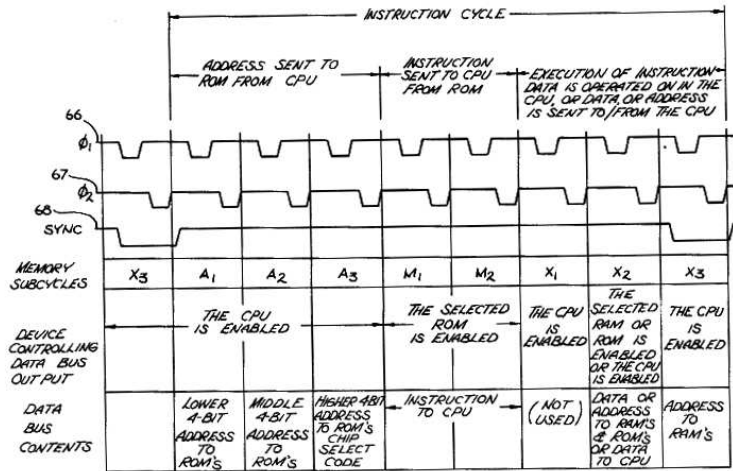 INSTRUCTION CYCLE
ADDRESS SENT TO
ROM FROM CPU
INSTRUCTION
SENT TO CPU
FROM ROM
EXECUTION OF INSTRUCTION
DATA IS OPERATED ON IN THE
CPU, OR DATA, OR ADDRESS
IS SENT TO/FROM THE CPU
66
φ1
67
φ2
68
SYNC
MEMORY
SUBCYCLES
X3
A1
A2
A3
M1
M2
X1
X2
X3
DEVICE
CONTROLLING
DATA BUS
OUTPUT
THE CPU
IS ENABLED
THE SELECTED
ROM
IS ENABLED
THE CPU
IS
ENABLED
THE
SELECTED
RAM OR
ROM IS
ENABLED
OR THE CPU
IS ENABLED
THE CPU
IS
ENABLED
DATA
BUS
CONTENTS
LOWER
4-BIT
ADDRESS
TO
ROM'S
MIDDLE
4-BIT
ADDRESS
TO
ROM'S
HIGHER 4BIT
ADDRESS
TO ROM'S
CHIP
SELECT
CODE
INSTRUCTION
TO CPU
(NOT
USED)
DATA OR
ADDRESS
TO RAM'S
& ROM'S
OR DATA
TO CPU
ADDRESS
TO
RAM'S